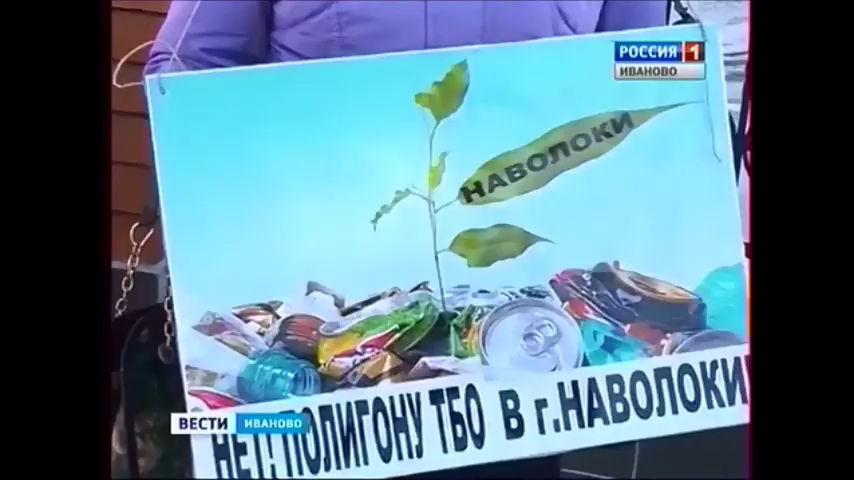 РОССИЯ 1
ИВАНОВО
НАВОЛОКИ
ВЕСТИ ИВАНОВО
НЕТ! ПОЛИГОНУ ТБО В г.НАВОЛОКИ